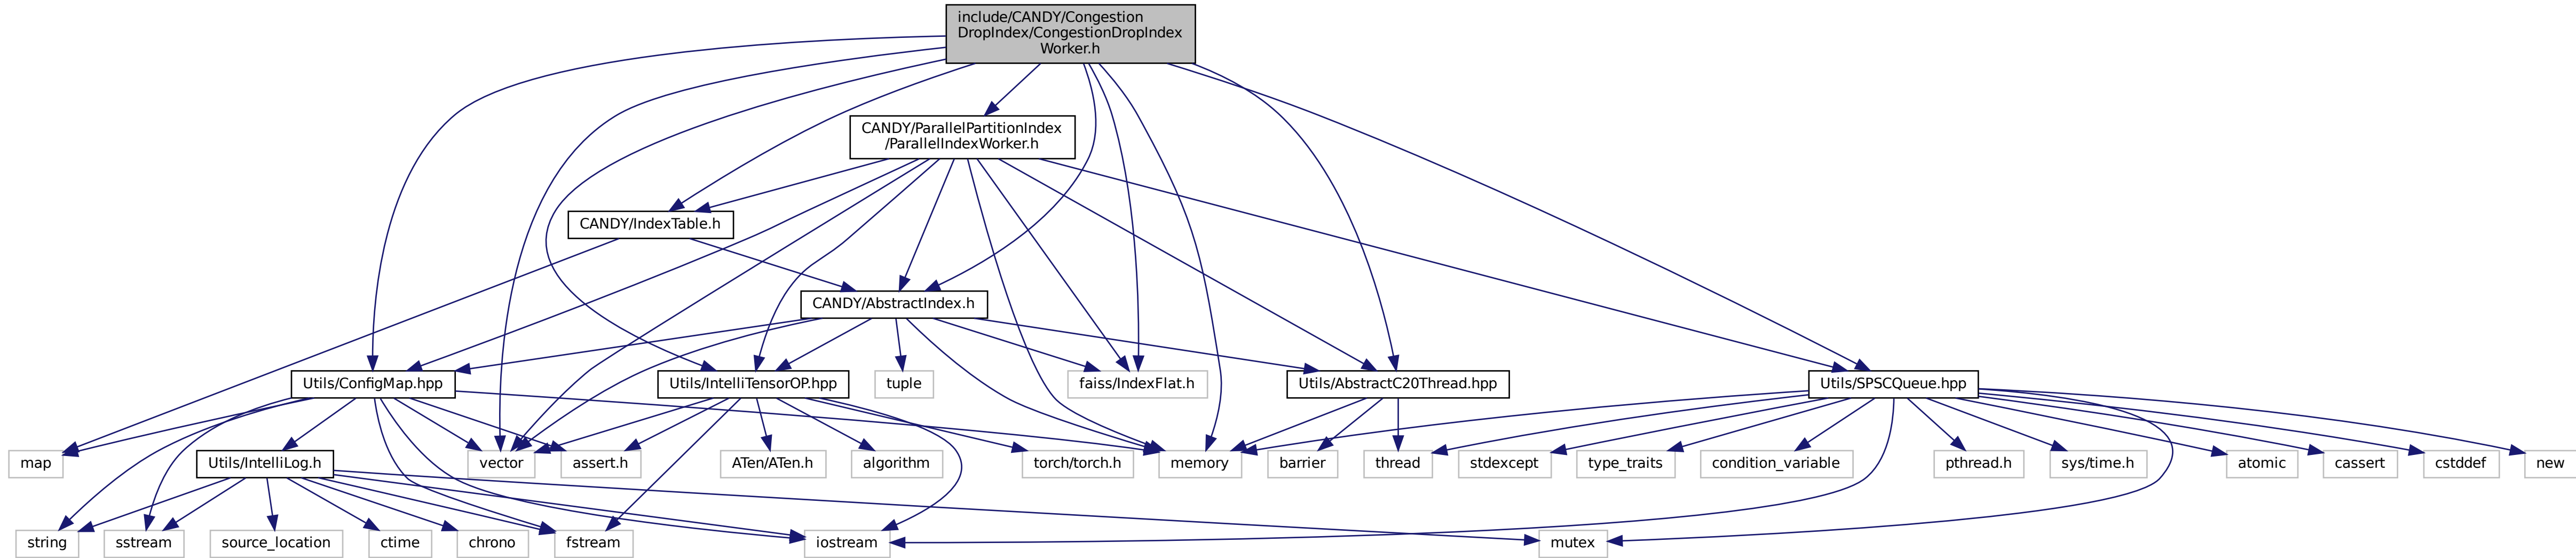 include/CANDY/Congestion
DropIndex/CongestionDropIndex
Worker.h
CANDY/ParallelPartitionIndex
/ParallelIndexWorker.h
CANDY/IndexTable.h
CANDY/AbstractIndex.h
Utils/ConfigMap.hpp
Utils/IntelliTensorOP.hpp
tuple
faiss/IndexFlat.h
Utils/AbstractC20Thread.hpp
Utils/SPSCQueue.hpp
map
Utils/IntelliLog.h
vector
assert.h
ATen/ATen.h
algorithm
torch/torch.h
memory
barrier
thread
stdexcept
type_traits
condition_variable
pthread.h
sys/time.h
atomic
cassert
cstddef
new
string
sstream
source_location
ctime
chrono
fstream
iostream
mutex